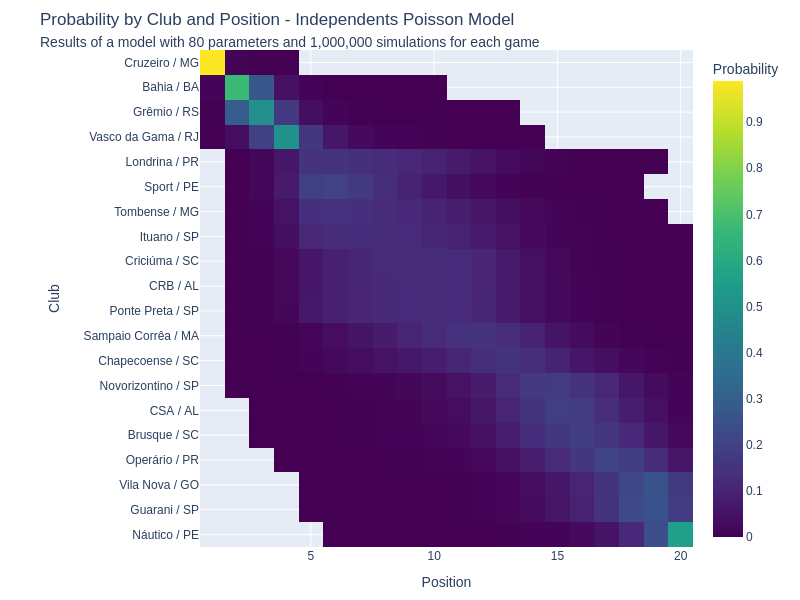 Probability by Club and Position - Independents Poisson Model
Results of a model with 80 parameters and 1,000,000 simulations for each game
Probability
Cruzeiro / MG
Bahia / BA
Grêmio / RS
Vasco da Gama / RJ
Londrina / PR
Sport / PE
Tombense / MG
Ituano / SP
Criciúma / SC
CRB / AL
Ponte Preta / SP
Sampaio Corrêa / MA
Chapecoense / SC
Novorizontino / SP
CSA / AL
Brusque / SC
Operário / PR
Vila Nova / GO
Guarani / SP
Náutico / PE
Club
5 10 15 20
Position
0.9
0.8
0.7
0.6
0.5
0.4
0.3
0.2
0.1
0